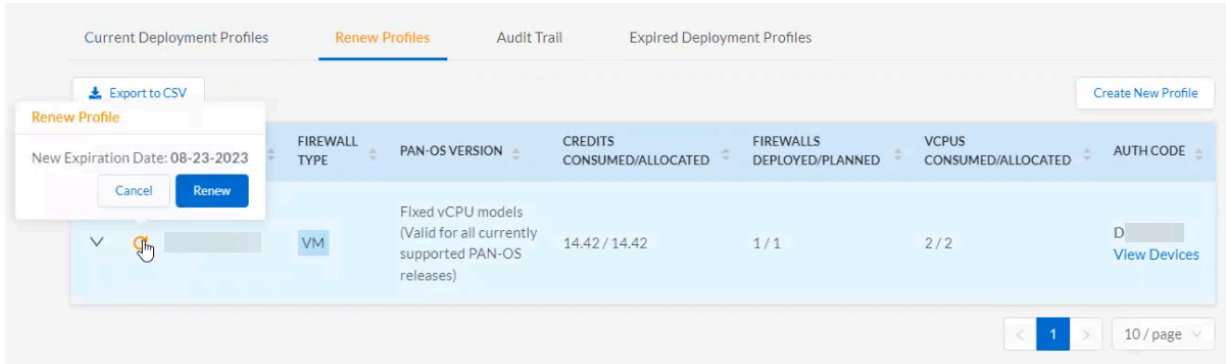 Current Deployment Profiles
Renew Profiles
Audit Trail
Expired Deployment Profiles
Export to CSV
Create New Profile
Renew Profile
New Expiration Date: 08-23-2023
Cancel
Renew
FIREWALL
TYPE
PAN-OS VERSION
CREDITS
CONSUMED/ALLOCATED
FIREWALLS
DEPLOYED/PLANNED
VCPUS
CONSUMED/ALLOCATED
AUTH CODE
VM
Fixed vCPU models
(Valid for all currently
supported PAN-OS
releases)
14.42 / 14.42
1 / 1
2 / 2
D
View Devices
<
1
>
10 / page